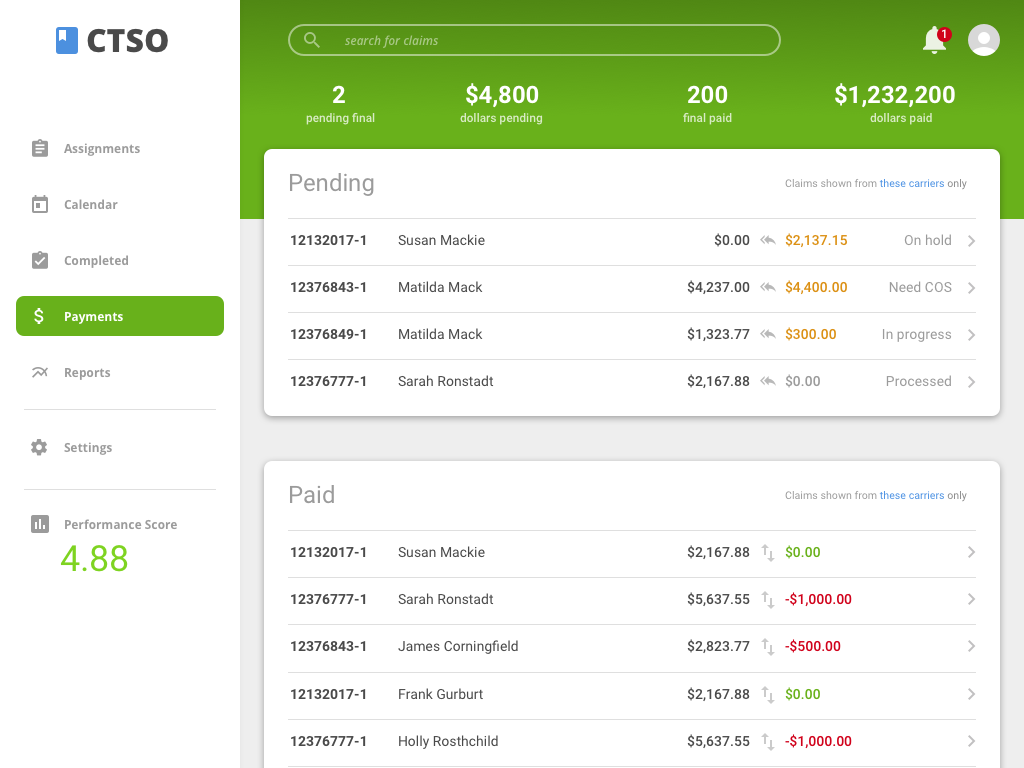 CTSO
search for claims
1
2 $4,800 200 $1,232,200
pending final dollars pending final paid dollars paid
Assignments
Calendar
Completed
Payments
Reports
Settings
Performance Score
4.88
Pending Claims shown from these carriers only
12132017-1 Susan Mackie $0.00 $2,137.15 On hold
12376843-1 Matilda Mack $4,237.00 $4,400.00 Need COS
12376849-1 Matilda Mack $1,323.77 $300.00 In progress
12376777-1 Sarah Ronstadt $2,167.88 $0.00 Processed
Paid Claims shown from these carriers only
12132017-1 Susan Mackie $2,167.88 $0.00
12376777-1 Sarah Ronstadt $5,637.55 -$1,000.00
12376843-1 James Corningfield $2,823.77 -$500.00
12132017-1 Frank Gurburt $2,167.88 $0.00
12376777-1 Holly Rosthchild $5,637.55 -$1,000.00